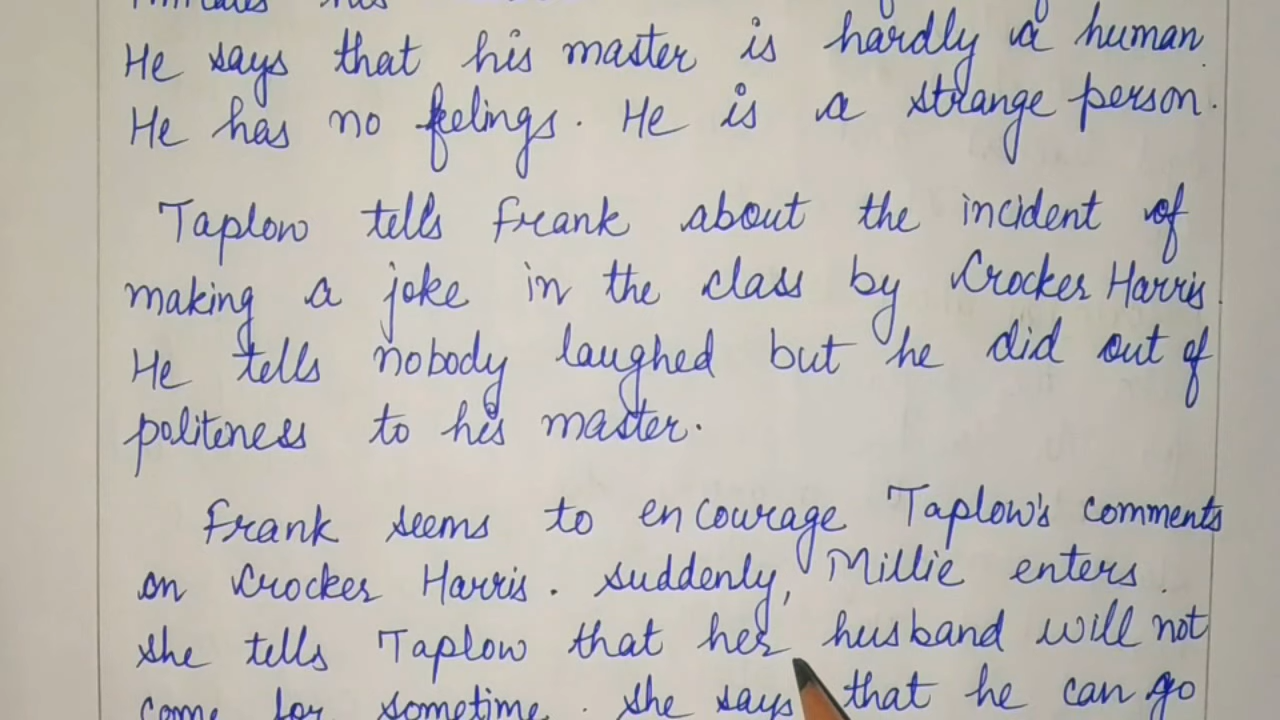 He says that his master is hardly a human.
He has no feelings. He is a strange person.
Taplow tells Frank about the incident of
making a joke in the class by Crocker Harris.
He tells nobody laughed but he did out of
politeness to his master.
Frank seems to encourage Taplow's comments
on Crocker Harris. Suddenly, Millie enters.
She tells Taplow that her husband will not
come for sometime. She says that he can go